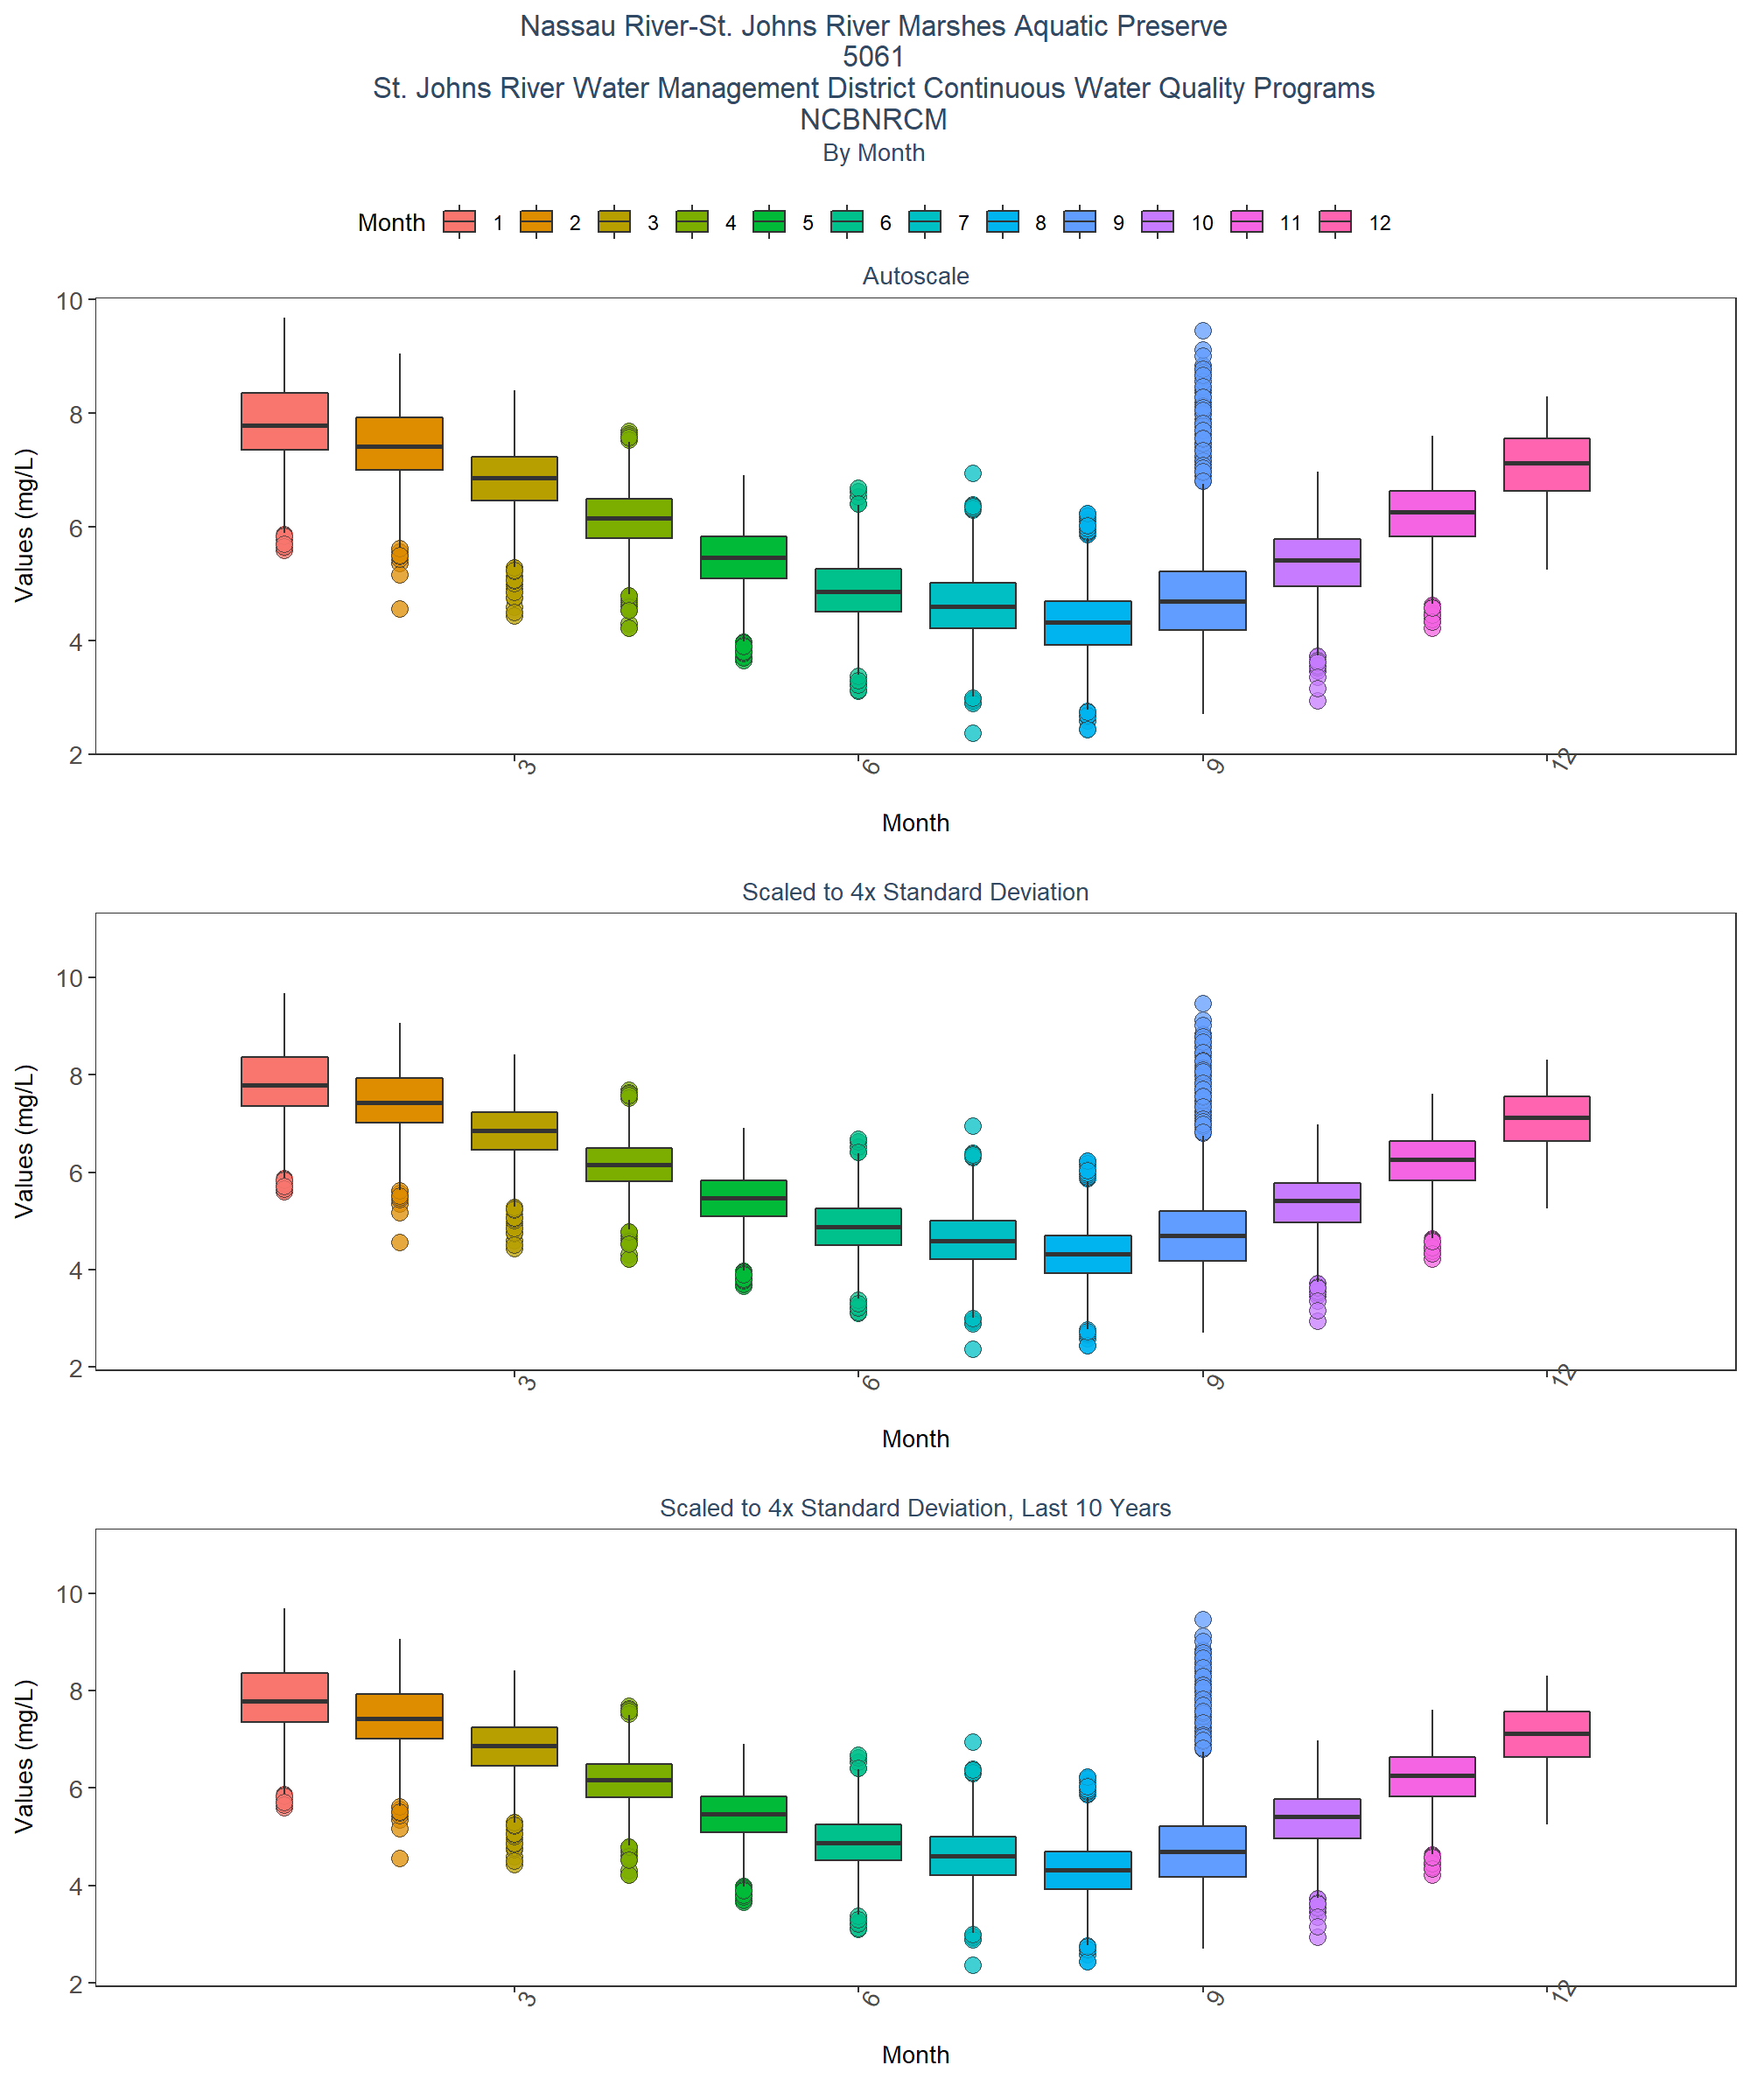 Nassau River-St. Johns River Marshes Aquatic Preserve
5061
St. Johns River Water Management District Continuous Water Quality Programs
NCBNRCM
By Month
Month 1 2 3 4 5 6 7 8 9 10 11 12
Autoscale
Values (mg/L)
10
8
6
4
2
3 6 9 12
Month
Scaled to 4x Standard Deviation
Values (mg/L)
10
8
6
4
2
3 6 9 12
Month
Scaled to 4x Standard Deviation, Last 10 Years
Values (mg/L)
10
8
6
4
2
3 6 9 12
Month